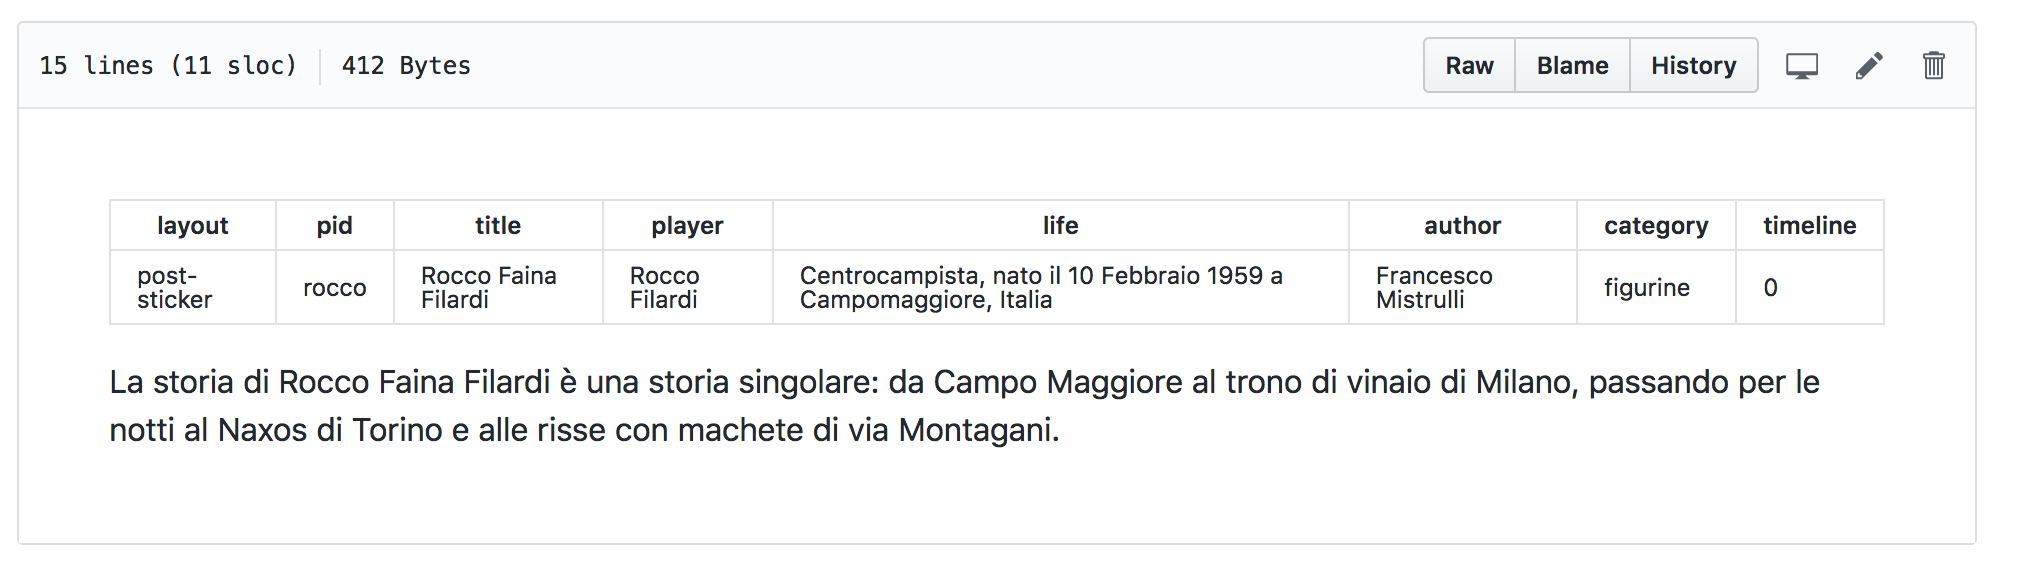 15 lines (11 sloc) 412 Bytes Raw Blame History
layout pid title player life author category timeline
post-sticker rocco Rocco Faina Filardi Rocco Filardi Centrocampista, nato il 10 Febbraio 1959 a Campomaggiore, Italia Francesco Mistrulli figurine 0
La storia di Rocco Faina Filardi è una storia singolare: da Campo Maggiore al trono di vinaio di Milano, passando per le
notti al Naxos di Torino e alle risse con machete di via Montagani.